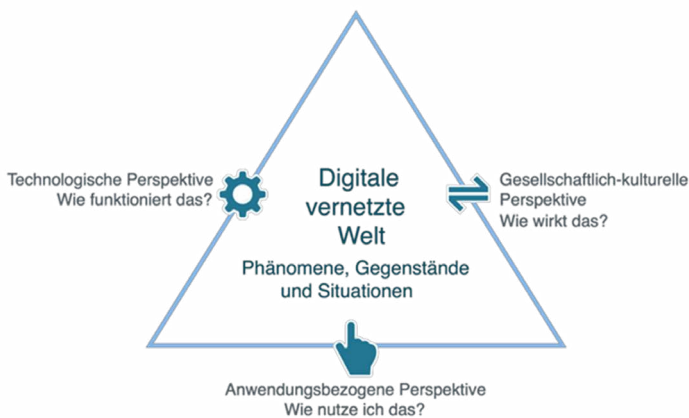 Technologische Perspektive
Wie funktioniert das?
Digitale
vernetzte
Welt
Phänomene, Gegenstände
und Situationen
Gesellschaftlich-kulturelle
Perspektive
Wie wirkt das?
Anwendungsbezogene Perspektive
Wie nutze ich das?